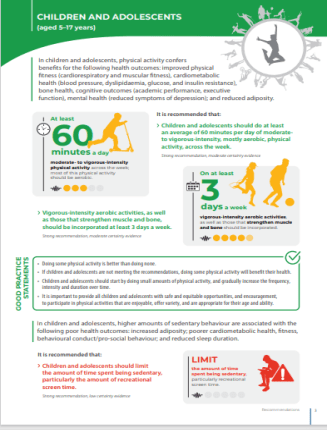 CHILDREN AND ADOLESCENTS
(aged 5–17 years)
In children and adolescents, physical activity confers
benefits for the following health outcomes: improved physical
fitness (cardiorespiratory and muscular fitness), cardiometabolic
health (blood pressure, dyslipidaemia, glucose, and insulin resistance),
bone health, cognitive outcomes (academic performance, executive
function), mental health (reduced symptoms of depression); and reduced adiposity.
At least
60
minutes a day
moderate- to vigorous-intensity
physical activity across the week;
most of this physical activity
should be aerobic.
It is recommended that:
> Children and adolescents should do at least
an average of 60 minutes per day of moderate-
to vigorous-intensity, mostly aerobic, physical
activity, across the week.
Strong recommendation, moderate certainty evidence
On at least
3
days a week
vigorous-intensity aerobic activities
as well as those that strengthen muscle
and bone should be incorporated.
> Vigorous-intensity aerobic activities, as well
as those that strengthen muscle and bone,
should be incorporated at least 3 days a week.
Strong recommendation, moderate certainty evidence
GOOD PRACTICE
STATEMENTS
• Doing some physical activity is better than doing none.
• If children and adolescents are not meeting the recommendations, doing some physical activity will benefit their health.
• Children and adolescents should start by doing small amounts of physical activity, and gradually increase the frequency,
intensity and duration over time.
• It is important to provide all children and adolescents with safe and equitable opportunities, and encouragement,
to participate in physical activities that are enjoyable, offer variety, and are appropriate for their age and ability.
In children and adolescents, higher amounts of sedentary behaviour are associated with the
following poor health outcomes: increased adiposity; poorer cardiometabolic health, fitness,
behavioural conduct/pro-social behaviour; and reduced sleep duration.
It is recommended that:
> Children and adolescents should limit
the amount of time spent being sedentary,
particularly the amount of recreational
screen time.
Strong recommendation, low certainty evidence
LIMIT
the amount of time
spent being sedentary,
particularly recreational
screen time.
Recommendations